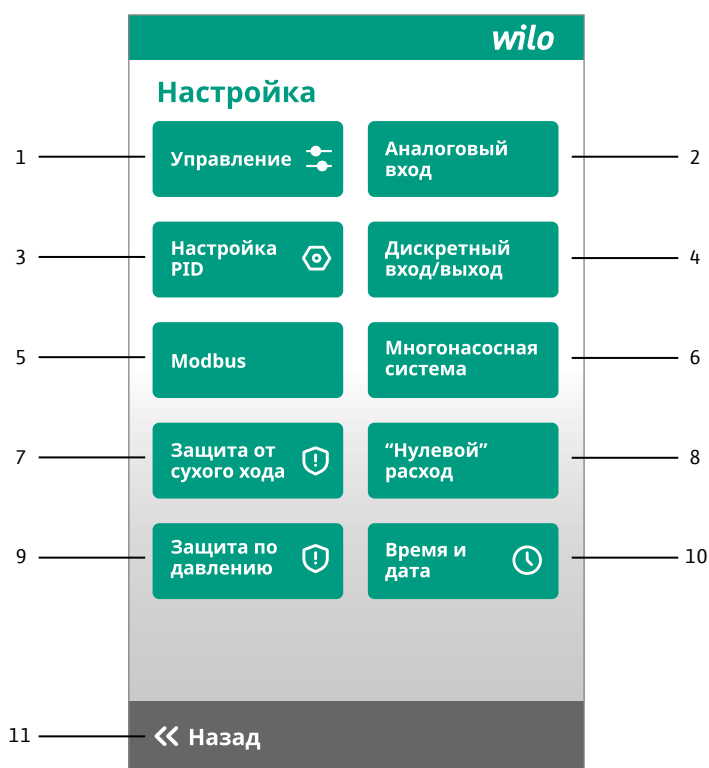 wilo
Настройка
1
Управление
Аналоговый
вход
2
3
Настройка
PID
Дискретный
вход/выход
4
5
Modbus
Многонасосная
система
6
7
Защита от
сухого хода
“Нулевой”
расход
8
9
Защита по
давлению
Время и
дата
10
11
Назад